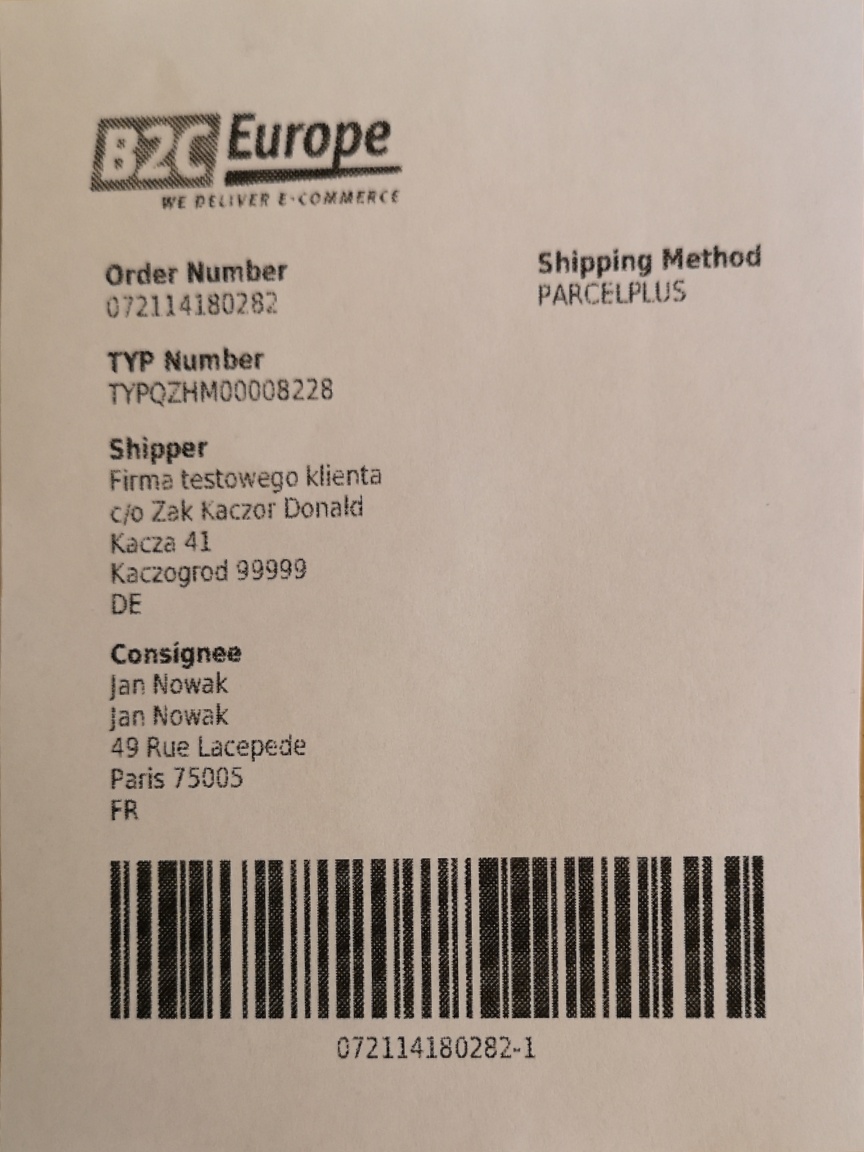 B2C Europe
WE DELIVER E-COMMERCE
Order Number
072114180282
Shipping Method
PARCELPLUS
TYP Number
TYPQZHM00008228
Shipper
Firma testowego klienta
c/o Zak Kaczor Donald
Kacza 41
Kaczogrod 99999
DE
Consignee
Jan Nowak
Jan Nowak
49 Rue Lacepede
Paris 75005
FR
072114180282-1